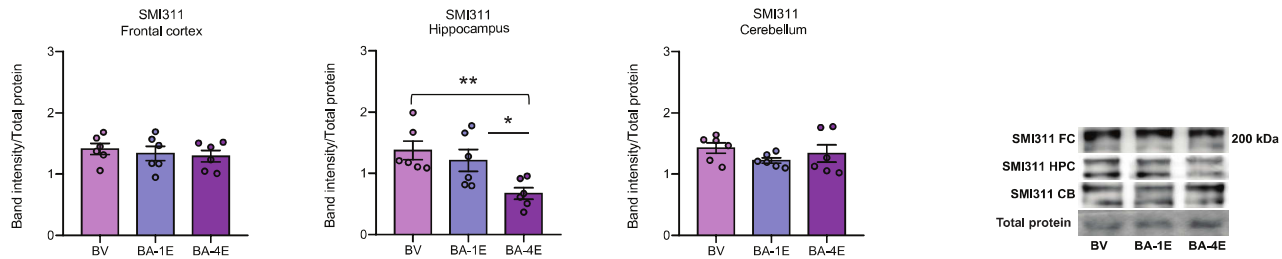 SMI311
Frontal cortex
Band intensity/Total protein
3
2
1
0
BV
BA-1E
BA-4E
SMI311
Hippocampus
Band intensity/Total protein
3
2
1
0
**
*
BV
BA-1E
BA-4E
SMI311
Cerebellum
Band intensity/Total protein
3
2
1
0
BV
BA-1E
BA-4E
SMI311 FC
200 kDa
SMI311 HPC
SMI311 CB
Total protein
BV BA-1E BA-4E